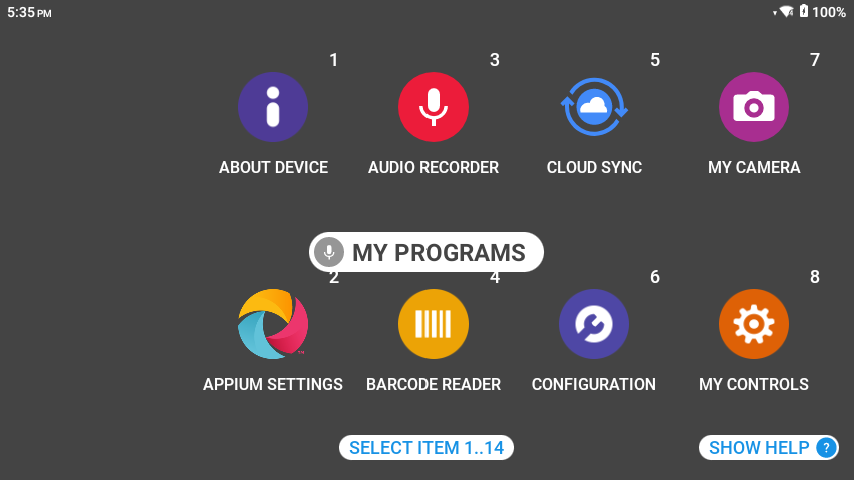 5:35 PM
100%
1 3 5 7
ABOUT DEVICE AUDIO RECORDER CLOUD SYNC MY CAMERA
MY PROGRAMS
2 4 6 8
APPIUM SETTINGS BARCODE READER CONFIGURATION MY CONTROLS
SELECT ITEM 1..14
SHOW HELP ?